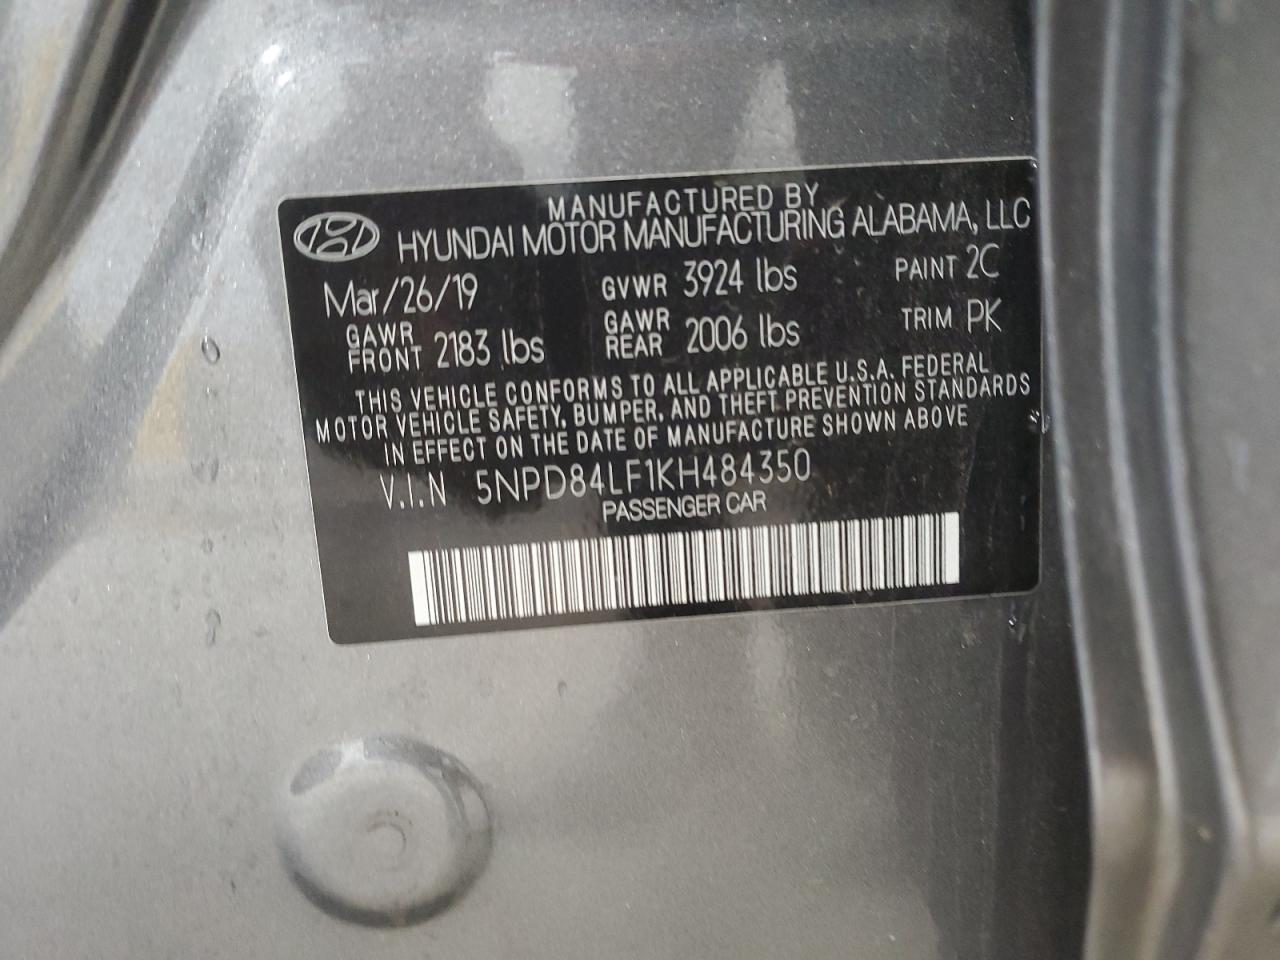 MANUFACTURED BY
HYUNDAI MOTOR MANUFACTURING ALABAMA, LLC
Mar/26/19 GVWR 3924 lbs PAINT 2C
GAWR FRONT 2183 lbs GAWR REAR 2006 lbs TRIM PK
THIS VEHICLE CONFORMS TO ALL APPLICABLE U.S.A. FEDERAL
MOTOR VEHICLE SAFETY, BUMPER, AND THEFT PREVENTION STANDARDS
IN EFFECT ON THE DATE OF MANUFACTURE SHOWN ABOVE
V.I.N 5NPD84LF1KH484350
PASSENGER CAR